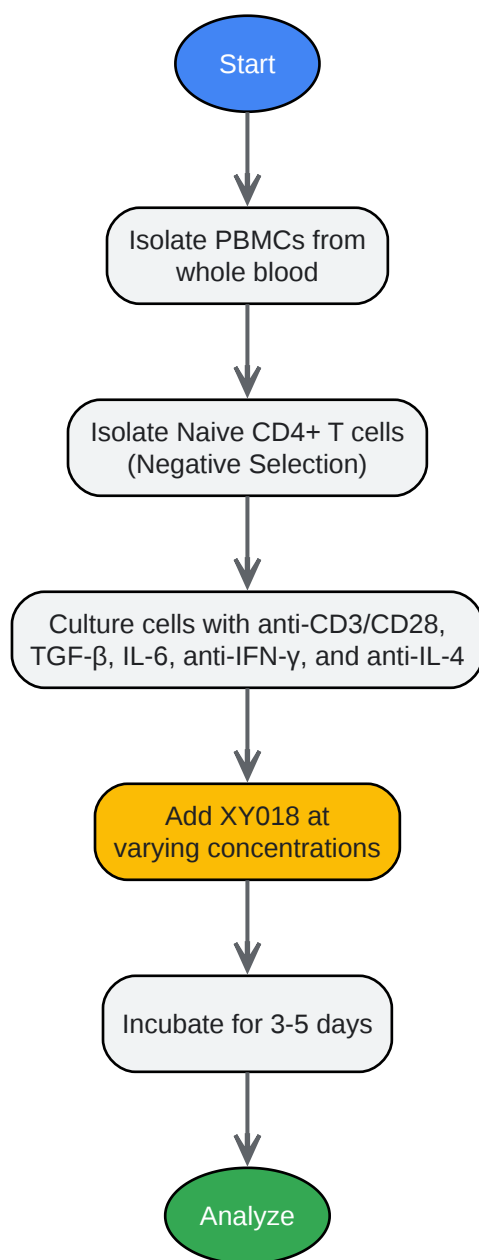 Start
Isolate PBMCs from
whole blood
Isolate Naive CD4+ T cells
(Negative Selection)
Culture cells with anti-CD3/CD28,
TGF-β, IL-6, anti-IFN-γ, and anti-IL-4
Add XY018 at
varying concentrations
Incubate for 3-5 days
Analyze